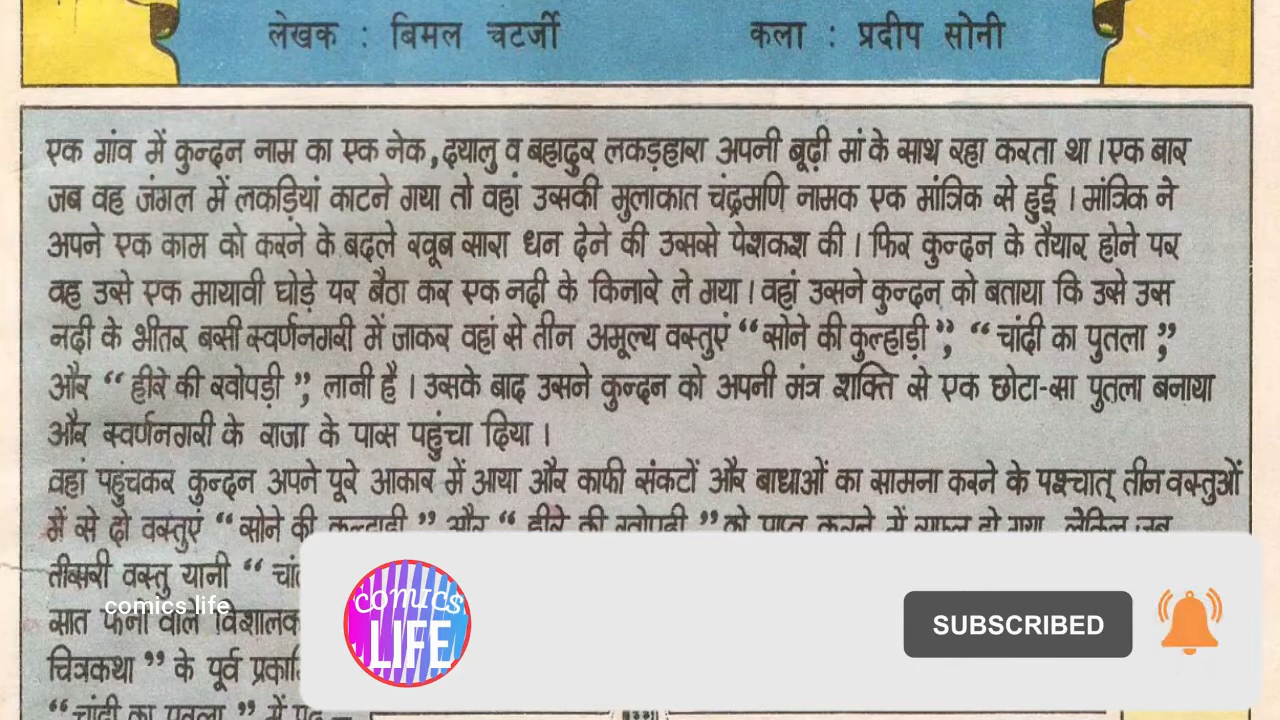 लेखक : बिमल चटर्जी कला : प्रदीप सोनी
एक गांव में कुन्दन नाम का एक नेक, दयालु व बहादुर लकड़हारा अपनी बूढ़ी मां के साथ रहा करता था । एक बार
जब वह जंगल में लकड़ियां काटने गया तो वहां उसकी मुलाकात चंद्रमणि नामक एक मांत्रिक से हुई । मांत्रिक ने
अपने एक काम को करने के बदले खूब सारा धन देने की उससे पेशकश की । फिर कुन्दन के तैयार होने पर
वह उसे एक मायावी घोड़े पर बैठा कर एक नदी के किनारे ले गया । वहां उसने कुन्दन को बताया कि उसे उस
नदी के भीतर बसी स्वर्णनगरी में जाकर वहां से तीन अमूल्य वस्तुएं “ सोने की कुल्हाड़ी ”, “ चांदी का पुतला ”,
और “ हीरे की खोपड़ी ”, लानी है । उसके बाद उसने कुन्दन को अपनी मंत्र शक्ति से एक छोटा-सा पुतला बनाया
और स्वर्णनगरी के राजा के पास पहुंचा दिया ।
वहां पहुंचकर कुन्दन अपने पूरे आकार में आया और काफी संकटों और बाधाओं का सामना करने के पश्चात् तीन वस्तुओं
में से दो वस्तुएं “ सोने की कुल्हाड़ी ” और “ हीरे की खोपड़ी ” को प्राप्त करने में सफल हो गया, लेकिन जब
तीसरी वस्तु यानी “
सात फनों वाले
चित्रकथा ” के पूर्व
“ चांदी का पुतला ” में
comics life
comics
LIFE
SUBSCRIBED